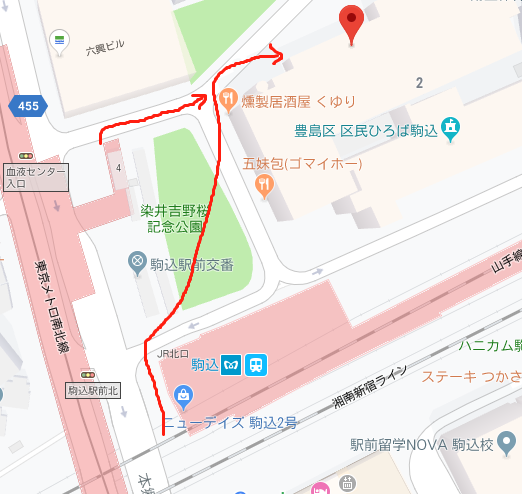 六興ビル
455
2
燻製居酒屋 くゆり
豊島区 区民ひろば駒込
血液センター
入口
4
五妹包(ゴマイホー)
染井吉野桜
記念公園
駒込駅前交番
山手線
東京メトロ南北線
JR北口
駒込
ハニカム駒
駒込駅前北
湘南新宿ライン
ステーキ つかさ
ニューデイズ 駒込2号
駅前留学NOVA 駒込校
本郷